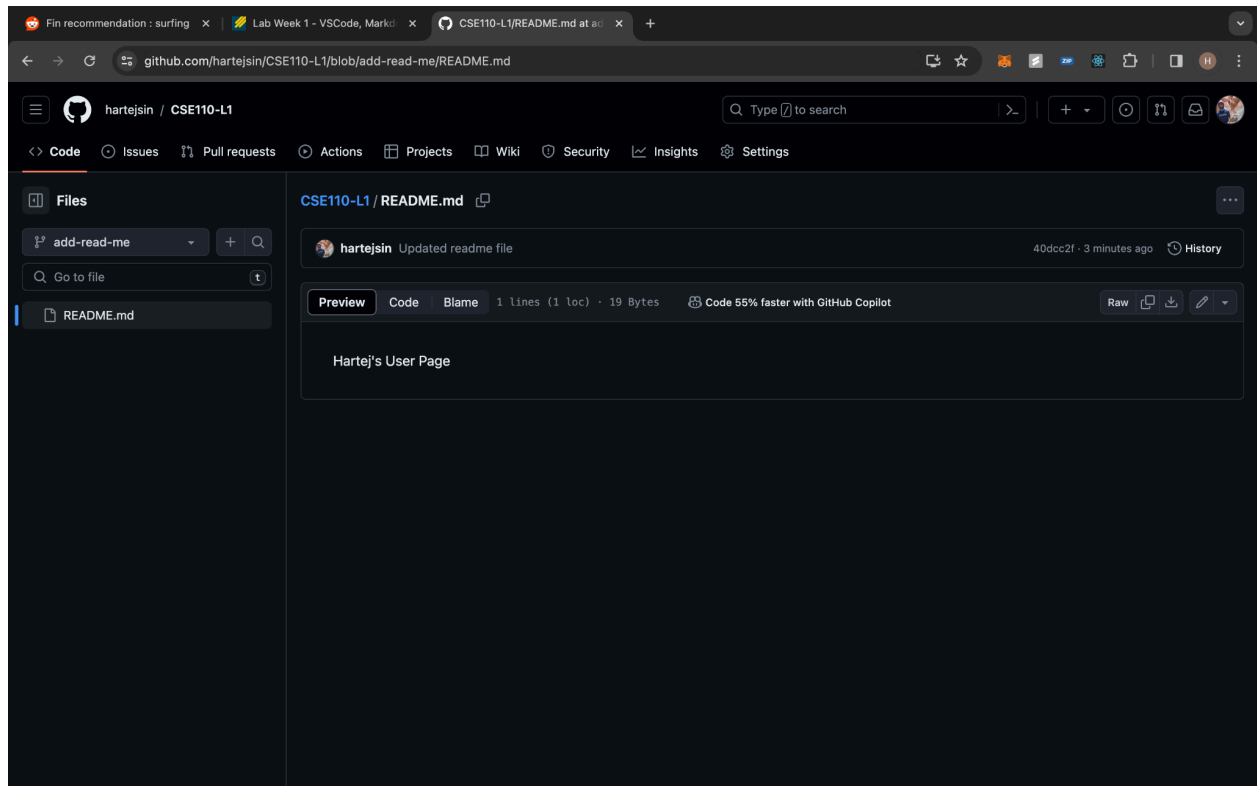 Fin recommendation : surfing
Lab Week 1 - VSCode, Markd
CSE110-L1/README.md at ad
github.com/hartejsin/CSE110-L1/blob/add-read-me/README.md
ZIP
H
hartejsin / CSE110-L1
Type / to search
<> Code Issues Pull requests Actions Projects Wiki Security Insights Settings
Files
CSE110-L1 / README.md
add-read-me
hartejsin Updated readme file 40dcc2f · 3 minutes ago History
Go to file t
Preview Code Blame 1 lines (1 loc) · 19 Bytes Code 55% faster with GitHub Copilot Raw
README.md
Hartej's User Page